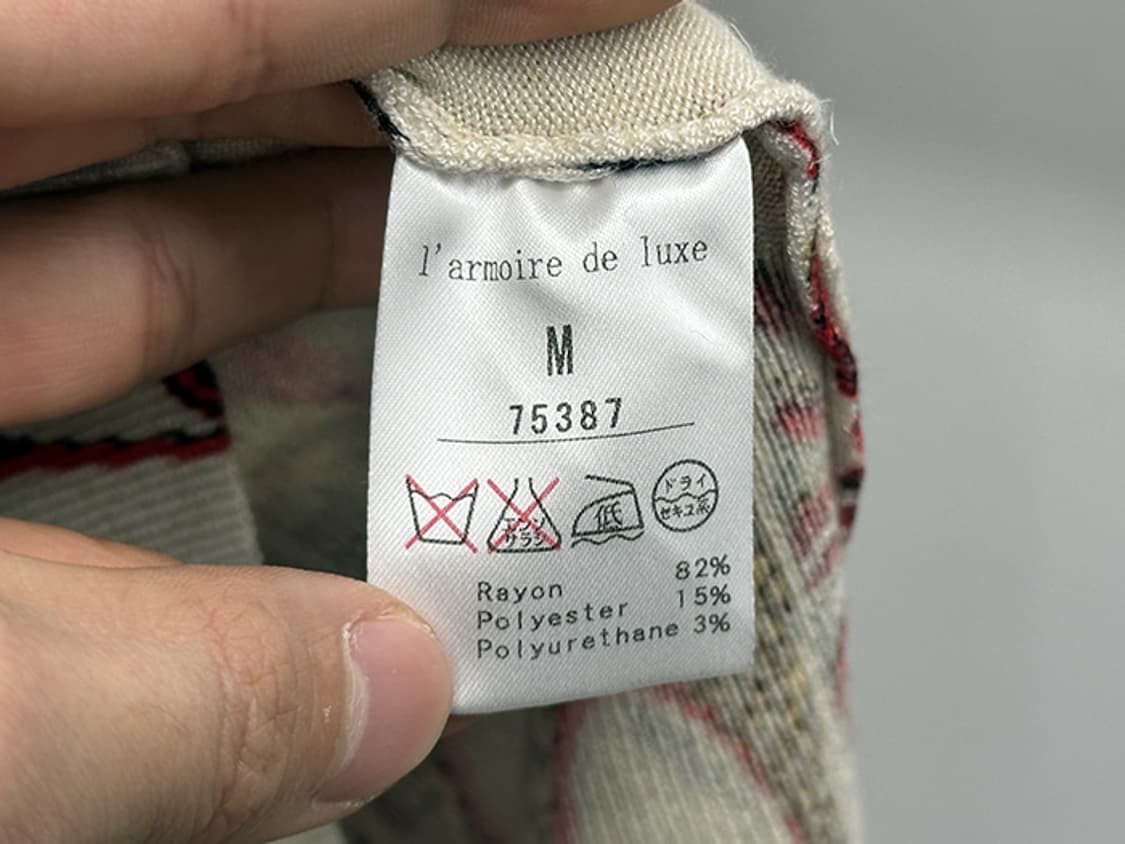 l'armoire de luxe
M
75387
エンソ
サラシ
低
ドライ
セキユ系
Rayon 82%
Polyester 15%
Polyurethane 3%